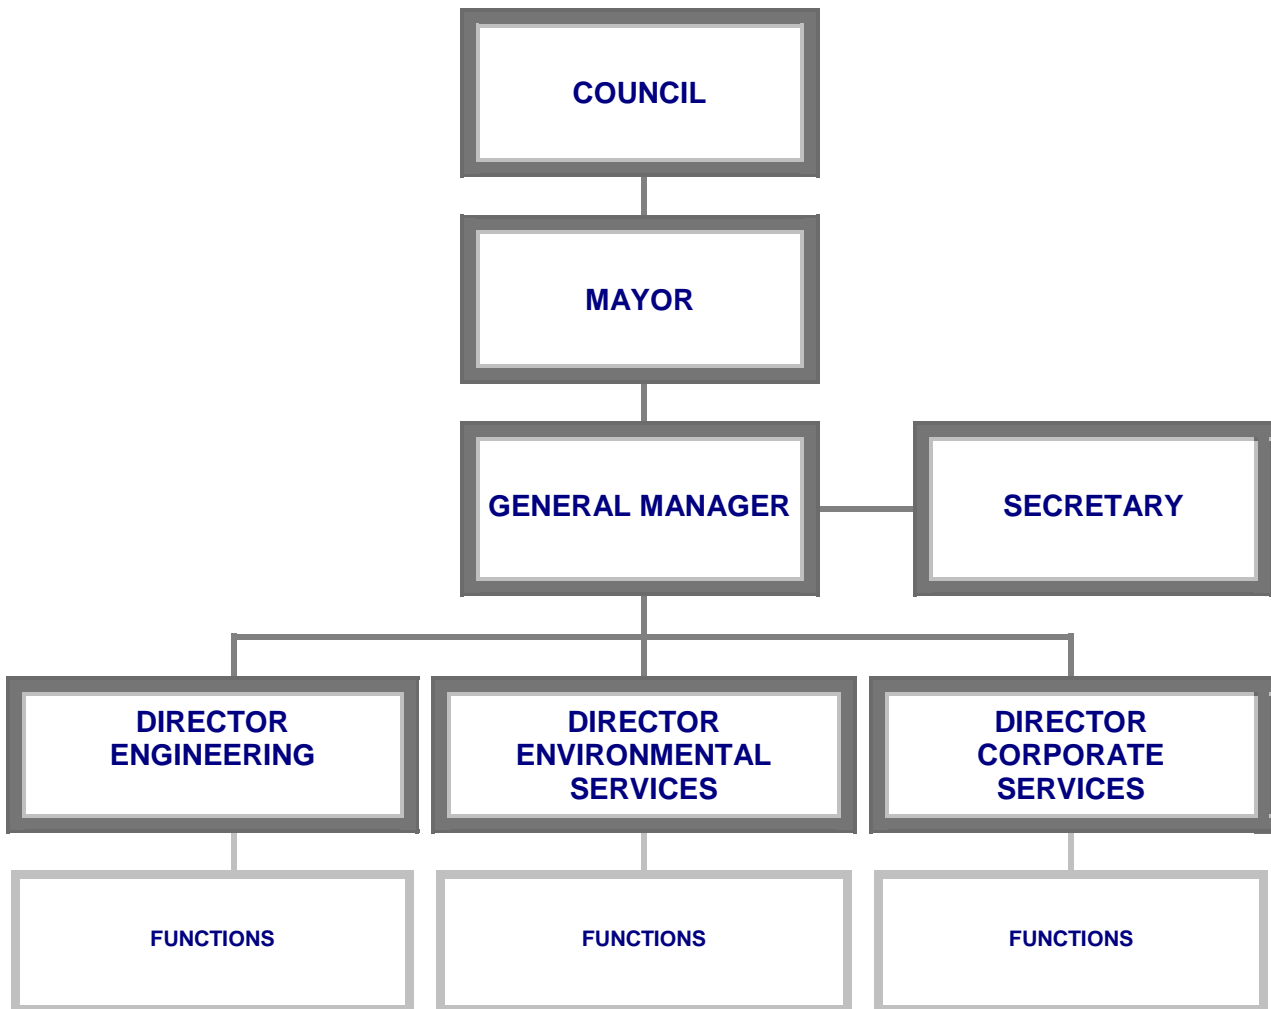 COUNCIL
MAYOR
GENERAL MANAGER
SECRETARY
DIRECTOR
ENGINEERING
DIRECTOR
ENVIRONMENTAL
SERVICES
DIRECTOR
CORPORATE
SERVICES
FUNCTIONS
FUNCTIONS
FUNCTIONS